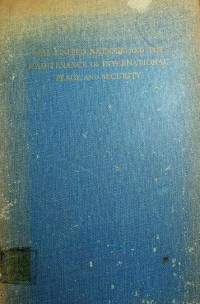 THE UNITED NATIONS AND THE
MAINTENANCE OF INTERNATIONAL
PEACE AND SECURITY